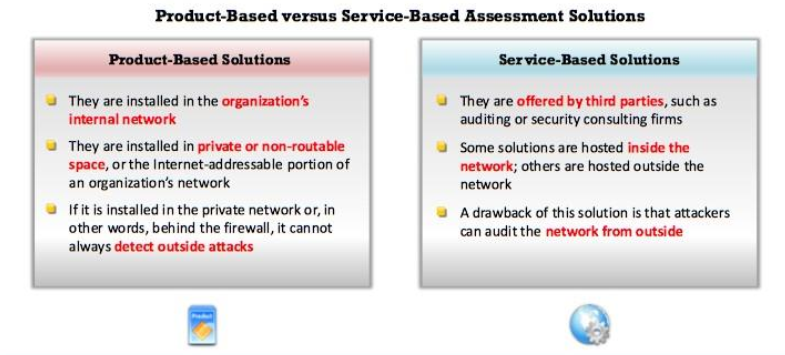 Product-Based versus Service-Based Assessment Solutions
Product-Based Solutions
They are installed in the organization's
internal network
They are installed in private or non-routable
space, or the Internet-addressable portion of
an organization's network
If it is installed in the private network or, in
other words, behind the firewall, it cannot
always detect outside attacks
Service-Based Solutions
They are offered by third parties, such as
auditing or security consulting firms
Some solutions are hosted inside the
network; others are hosted outside the
network
A drawback of this solution is that attackers
can audit the network from outside
Product